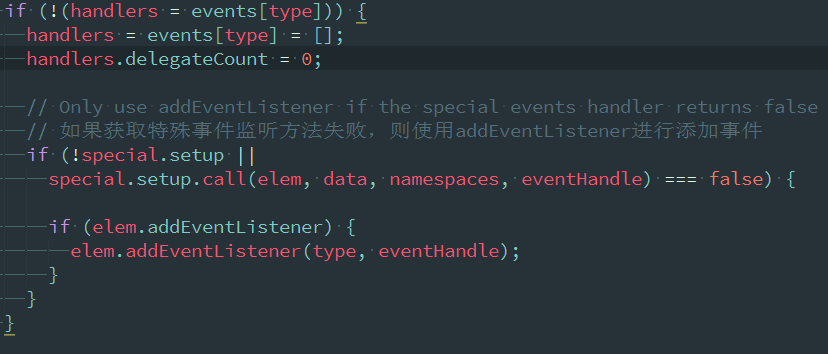 if (!(handlers = events[type])) {
handlers = events[type] = [];
handlers.delegateCount = 0;
// Only use addEventListener if the special events handler returns false
// 如果获取特殊事件监听方法失败，则使用addEventListener进行添加事件
if (!special.setup ||
special.setup.call(elem, data, namespaces, eventHandle) === false) {
if (elem.addEventListener) {
elem.addEventListener(type, eventHandle);
}
}
}